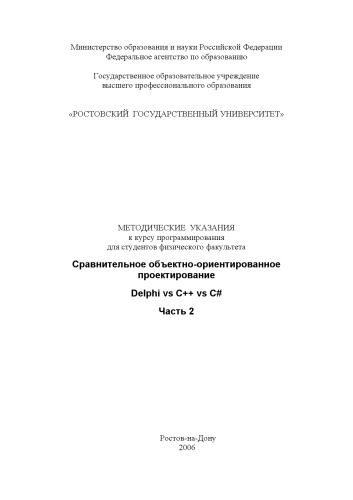 Министерство образования и науки Российской Федерации
Федеральное агентство по образованию
Государственное образовательное учреждение
высшего профессионального образования
«РОСТОВСКИЙ ГОСУДАРСТВЕННЫЙ УНИВЕРСИТЕТ»
МЕТОДИЧЕСКИЕ УКАЗАНИЯ
к курсу программирования
для студентов физического факультета
Сравнительное объектно-ориентированное
проектирование
Delphi vs C++ vs C#
Часть 2
Ростов-на-Дону
2006